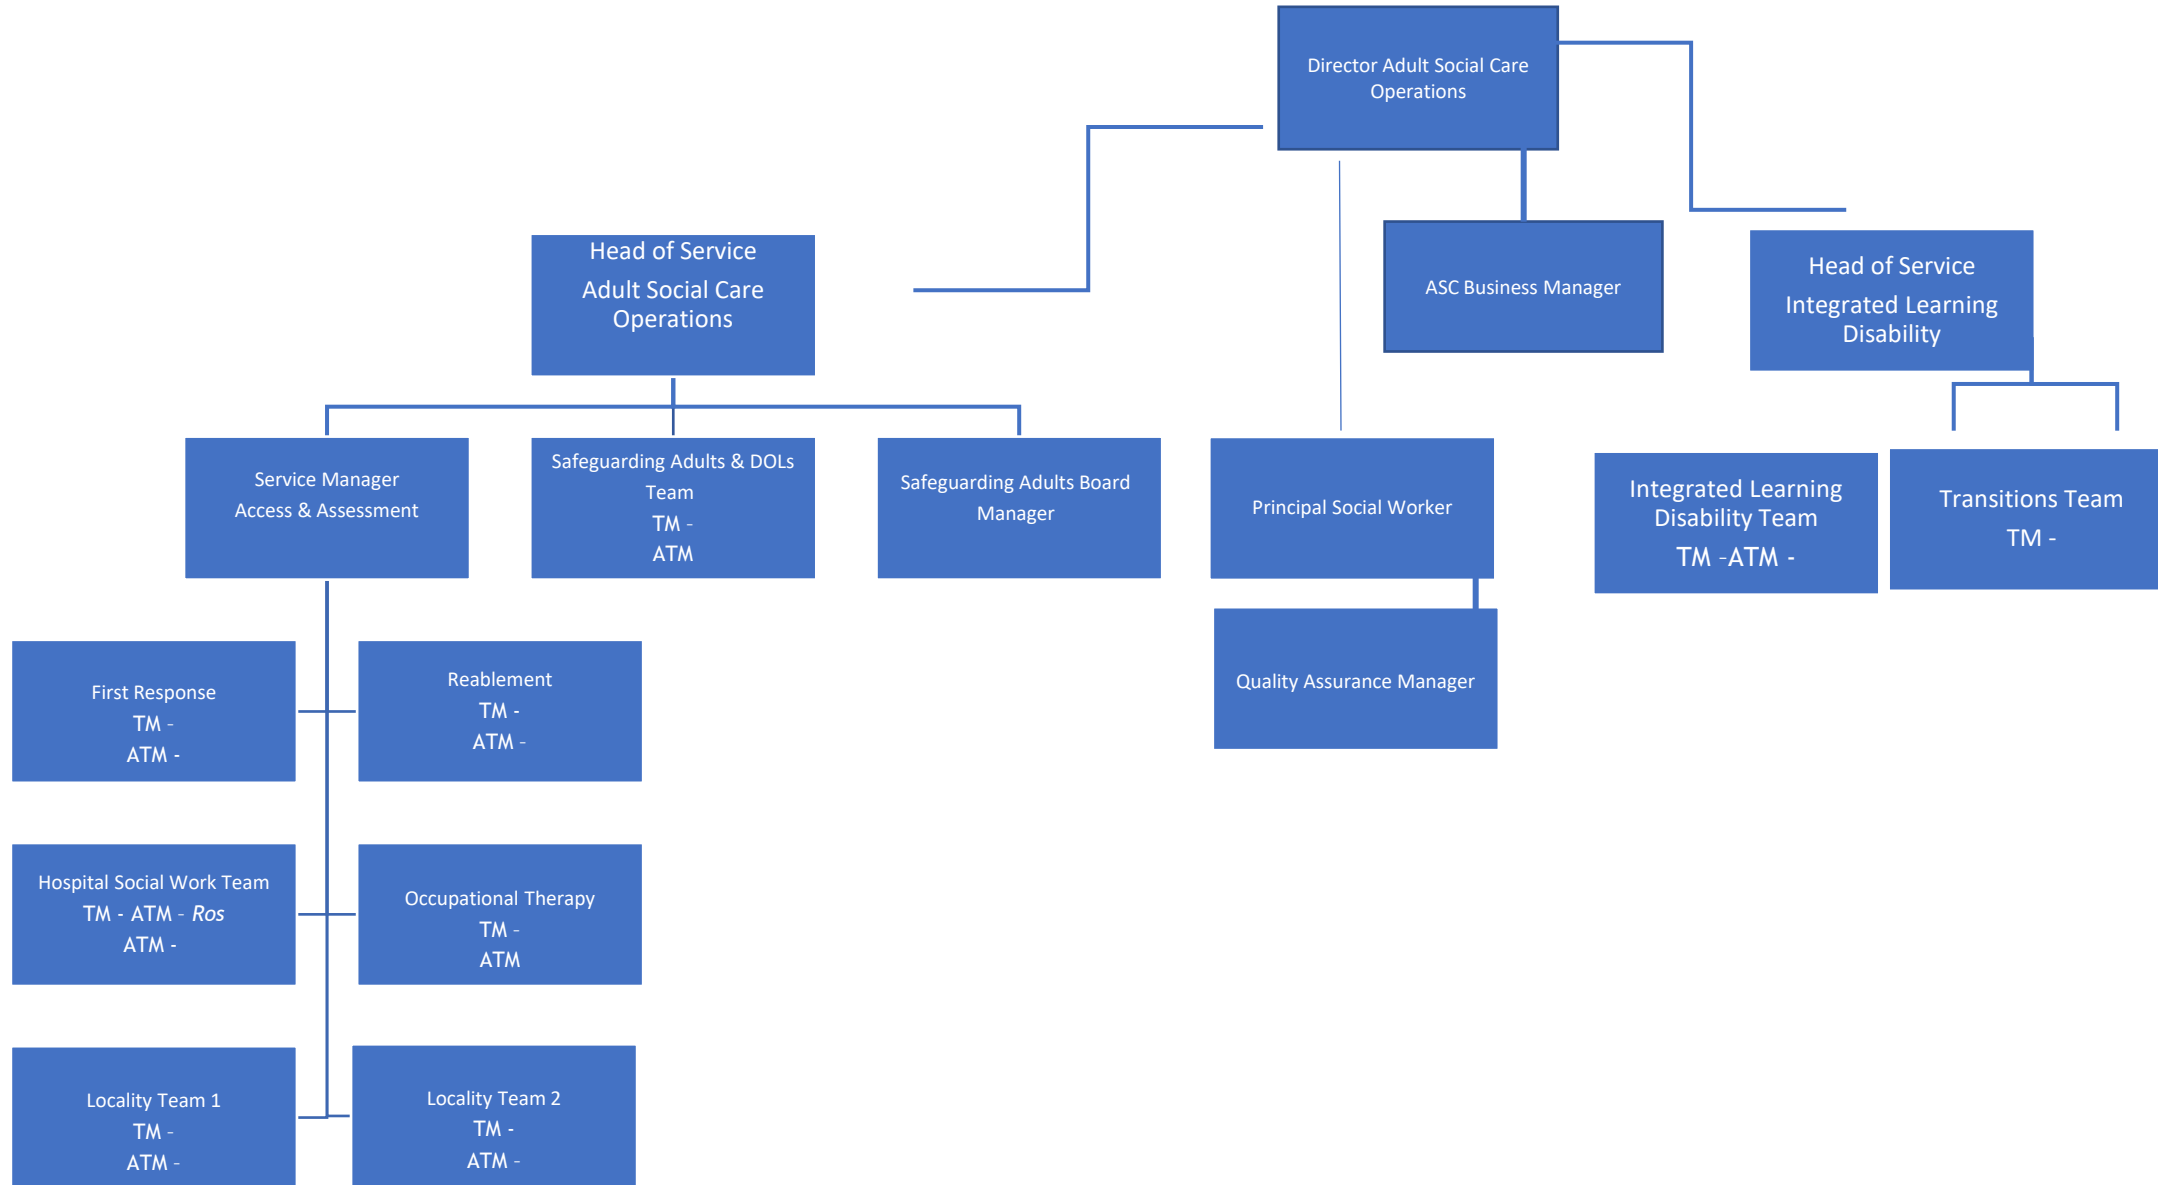 Director Adult Social Care
Operations
Head of Service
Adult Social Care
Operations
ASC Business Manager
Head of Service
Integrated Learning
Disability
Service Manager
Access & Assessment
Safeguarding Adults & DOLs
Team
TM -
ATM
Safeguarding Adults Board
Manager
Principal Social Worker
Integrated Learning
Disability Team
TM -ATM -
Transitions Team
TM -
First Response
TM -
ATM -
Reablement
TM -
ATM -
Quality Assurance Manager
Hospital Social Work Team
TM - ATM - Ros
ATM -
Occupational Therapy
TM -
ATM
Locality Team 1
TM -
ATM -
Locality Team 2
TM -
ATM -